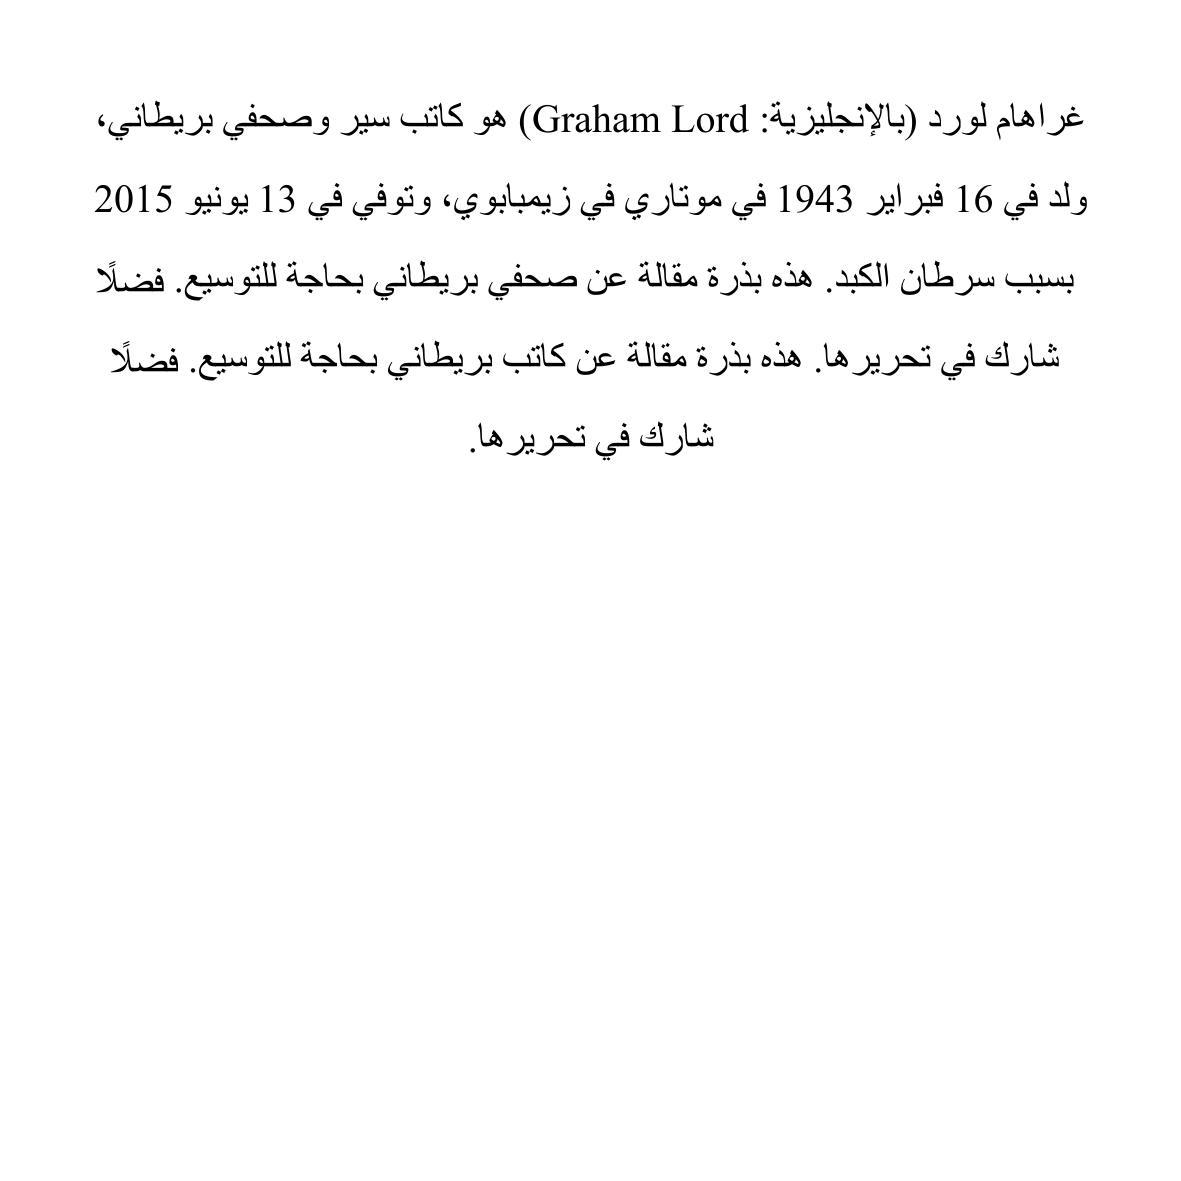 غراهام لورد (بالإنجليزية: Graham Lord) هو كاتب سير وصحفي بريطاني،
ولد في 16 فبراير 1943 في موتاري في زيمبابوي، وتوفي في 13 يونيو 2015
بسبب سرطان الكبد. هذه بذرة مقالة عن صحفي بريطاني بحاجة للتوسيع. فضلًا
شارك في تحريرها. هذه بذرة مقالة عن كاتب بريطاني بحاجة للتوسيع. فضلًا
شارك في تحريرها.